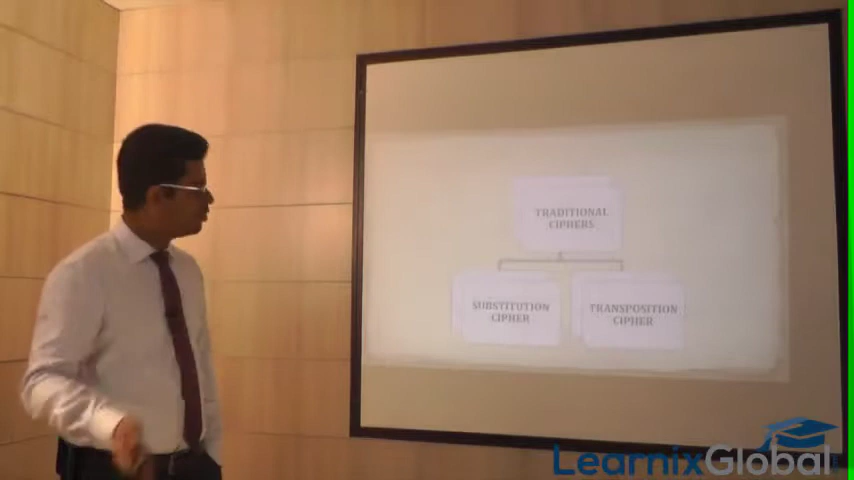 TRADITIONAL
CIPHERS
SUBSTITUTION
CIPHER
TRANSPOSITION
CIPHER
LearnixGlobal